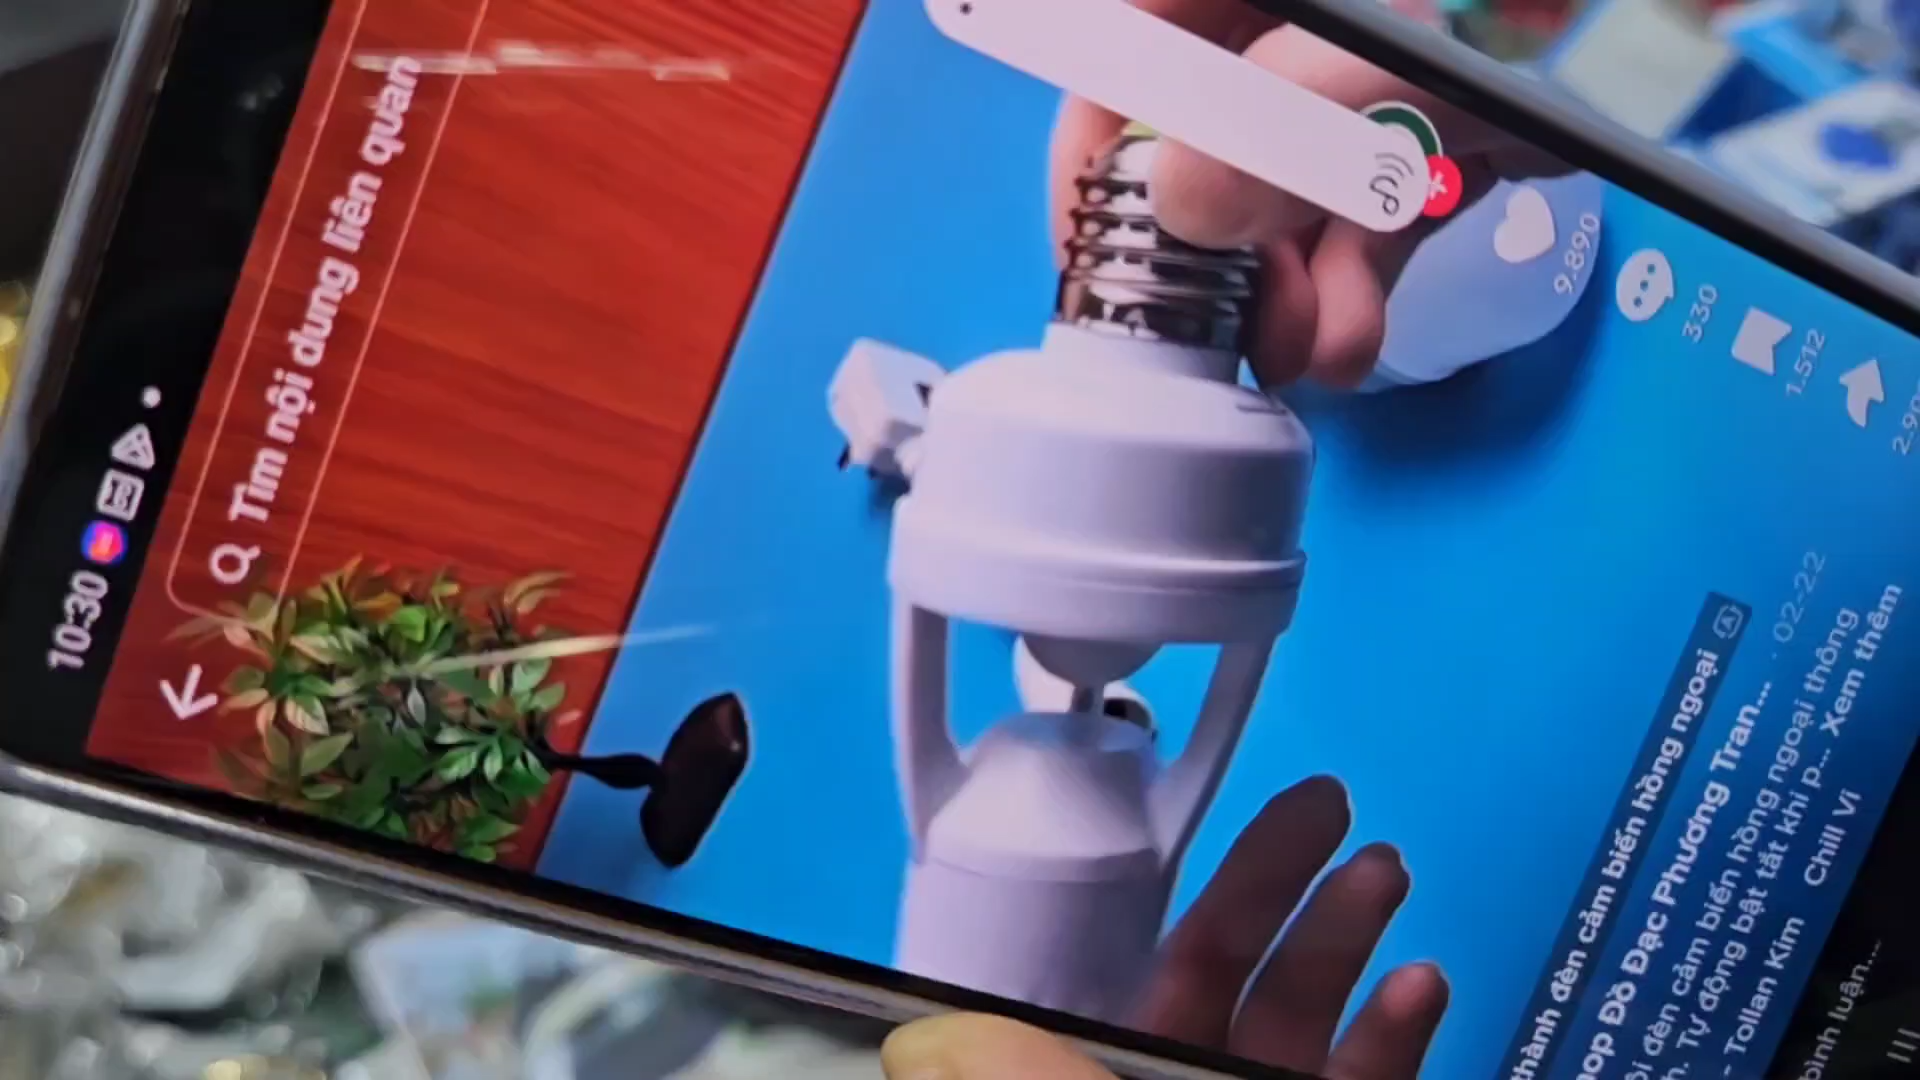 10:30
Tìm nội dung liên quan
9.890
330
1.512
thành đèn cảm biến hồng ngoại
Đồ Đạc Phương Tran... · 02-22
đèn cảm biến hồng ngoại thông
Tự động bật tắt khi p... Xem thêm
- Tollan Kim Chill Vi
bình luận...